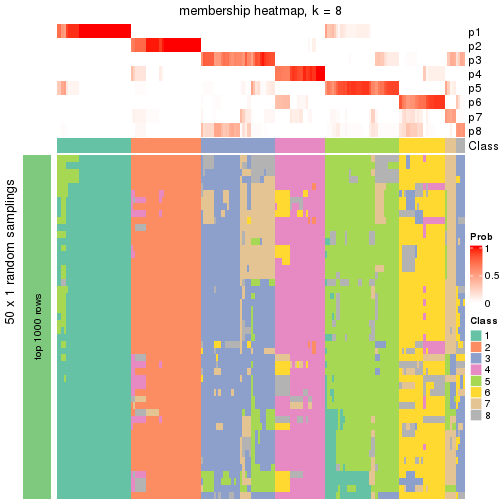 membership heatmap, k = 8
p1
p2
p3
p4
p5
p6
p7
p8
Class
50 x 1 random samplings
top 1000 rows
Prob
1
0.5
0
Class
1
2
3
4
5
6
7
8